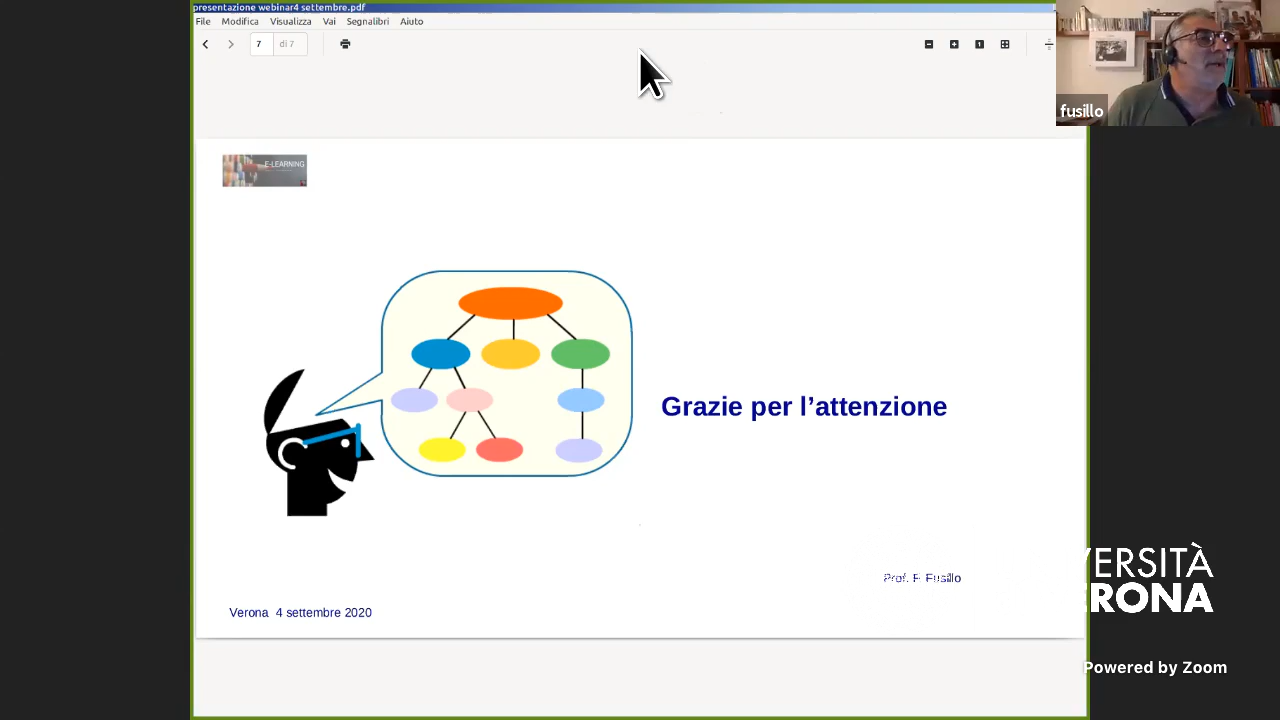 presentazione webinar4 settembre.pdf
File Modifica Visualizza Vai Segnalibri Aiuto
7 di 7
fusillo
E-LEARNING
Grazie per l’attenzione
Prof. F. Fusillo
VERSITÀ
ERONA
Verona 4 settembre 2020
Powered by Zoom